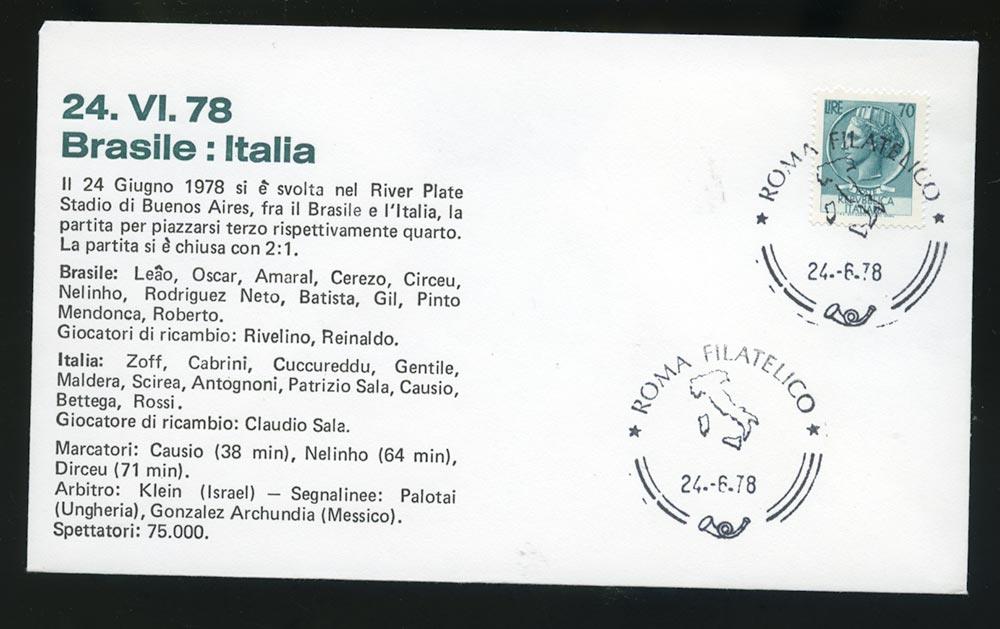 24. VI. 78
Brasile : Italia
Il 24 Giugno 1978 si è svolta nel River Plate
Stadio di Buenos Aires, fra il Brasile e l'Italia, la
partita per piazzarsi terzo rispettivamente quarto.
La partita si è chiusa con 2:1.
Brasile: Leâo, Oscar, Amaral, Cerezo, Circeu,
Nelinho, Rodriguez Neto, Batista, Gil, Pinto
Mendonca, Roberto.
Giocatori di ricambio: Rivelino, Reinaldo.
Italia: Zoff, Cabrini, Cuccureddu, Gentile,
Maldera, Scirea, Antognoni, Patrizio Sala, Causio,
Bettega, Rossi.
Giocatore di ricambio: Claudio Sala.
Marcatori: Causio (38 min), Nelinho (64 min),
Dirceu (71 min).
Arbitro: Klein (Israel) — Segnalinee: Palotai
(Ungheria), Gonzalez Archundia (Messico).
Spettatori: 75.000.
LIRE 70
REPVBBLICA
ITALIANA
ROMA FILATELICO
24.-6.78
ROMA FILATELICO
24.-6.78